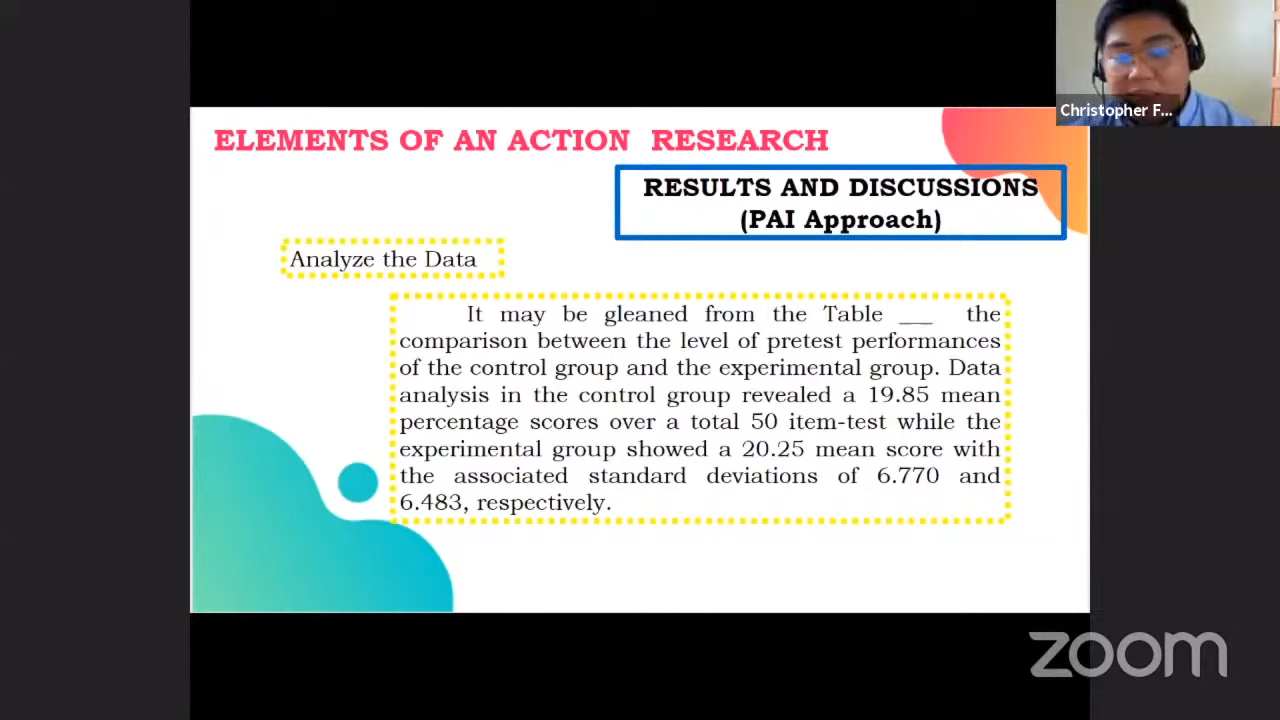 Christopher F...
ELEMENTS OF AN ACTION RESEARCH
RESULTS AND DISCUSSIONS
(PAI Approach)
Analyze the Data
It may be gleaned from the Table ___ the
comparison between the level of pretest performances
of the control group and the experimental group. Data
analysis in the control group revealed a 19.85 mean
percentage scores over a total 50 item-test while the
experimental group showed a 20.25 mean score with
the associated standard deviations of 6.770 and
6.483, respectively.
zoom